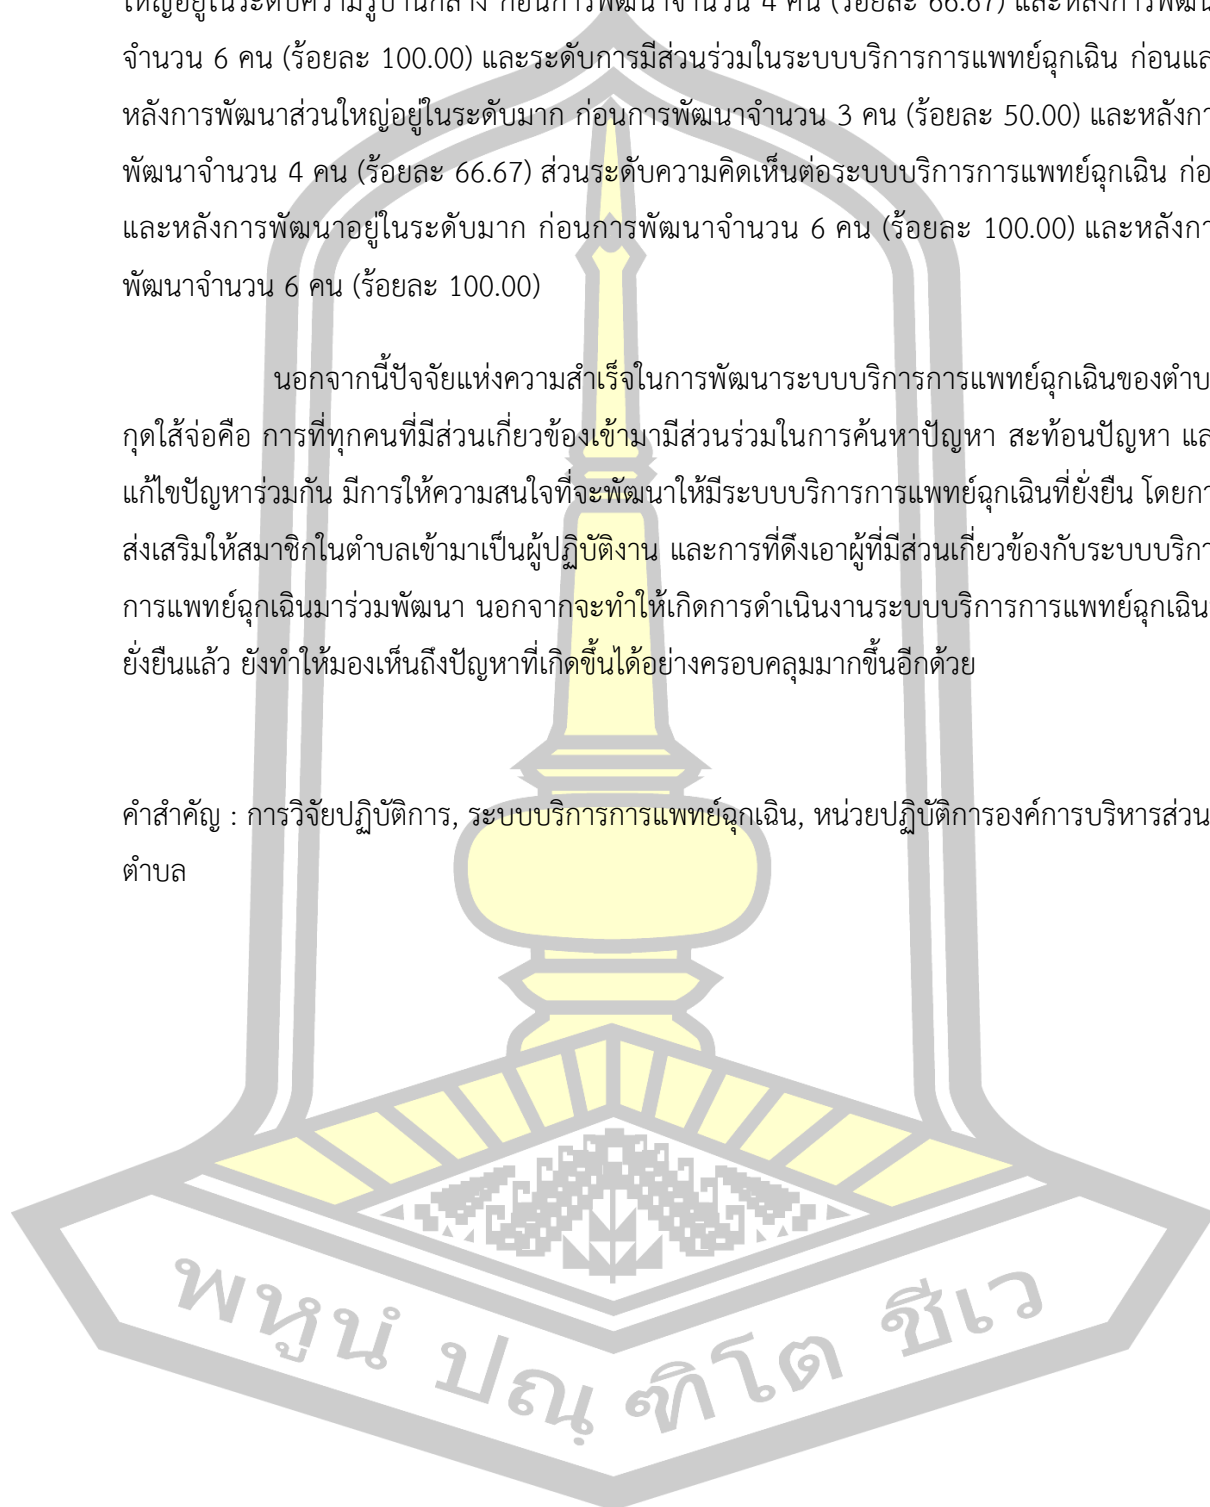 ใหญ่อยู่ในระดับความรู้ปานกลาง ก่อนการพัฒนาจำนวน 4 คน (ร้อยละ 66.67) และหลังการพัฒน
จำนวน 6 คน (ร้อยละ 100.00) และระดับการมีส่วนร่วมในระบบบริการการแพทย์ฉุกเฉิน ก่อนแล
หลังการพัฒนาส่วนใหญ่อยู่ในระดับมาก ก่อนการพัฒนาจำนวน 3 คน (ร้อยละ 50.00) และหลังกา
พัฒนาจำนวน 4 คน (ร้อยละ 66.67) ส่วนระดับความคิดเห็นต่อระบบบริการการแพทย์ฉุกเฉิน ก่อ
และหลังการพัฒนาอยู่ในระดับมาก ก่อนการพัฒนาจำนวน 6 คน (ร้อยละ 100.00) และหลังกา
พัฒนาจำนวน 6 คน (ร้อยละ 100.00)
นอกจากนี้ปัจจัยแห่งความสำเร็จในการพัฒนาระบบบริการการแพทย์ฉุกเฉินของตำบ
กุดใส้จ่อคือ การที่ทุกคนที่มีส่วนเกี่ยวข้องเข้ามามีส่วนร่วมในการค้นหาปัญหา สะท้อนปัญหา แล
แก้ไขปัญหาร่วมกัน มีการให้ความสนใจที่จะพัฒนาให้มีระบบบริการการแพทย์ฉุกเฉินที่ยั่งยืน โดยกา
ส่งเสริมให้สมาชิกในตำบลเข้ามาเป็นผู้ปฏิบัติงาน และการที่ดึงเอาผู้ที่มีส่วนเกี่ยวข้องกับระบบบริกา
การแพทย์ฉุกเฉินมาร่วมพัฒนา นอกจากจะทำให้เกิดการดำเนินงานระบบบริการการแพทย์ฉุกเฉิน
ยั่งยืนแล้ว ยังทำให้มองเห็นถึงปัญหาที่เกิดขึ้นได้อย่างครอบคลุมมากขึ้นอีกด้วย
คำสำคัญ : การวิจัยปฏิบัติการ, ระบบบริการการแพทย์ฉุกเฉิน, หน่วยปฏิบัติการองค์การบริหารส่วน
ตำบล
พหูนํ ปณฺฑิโต ชีเว